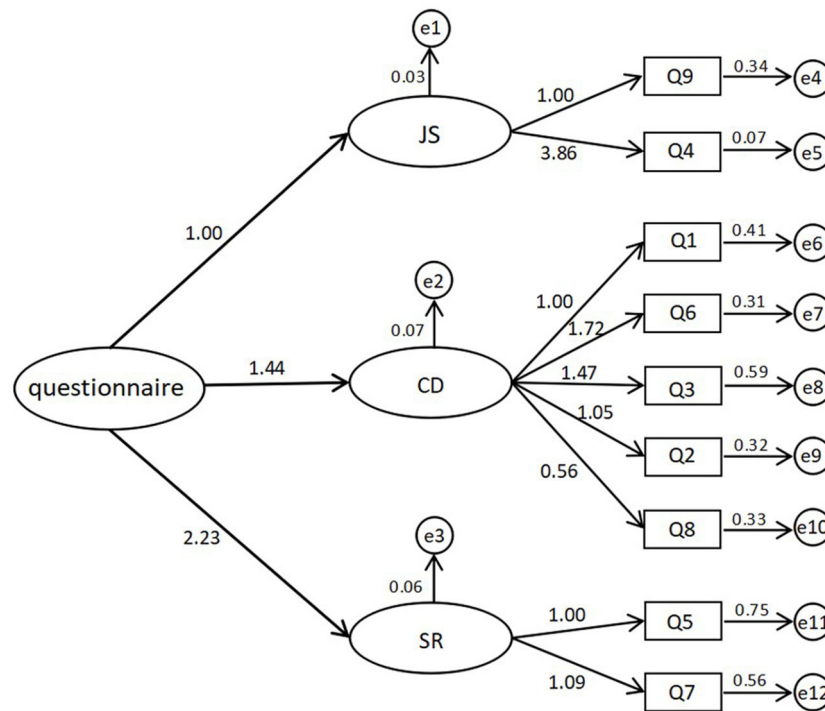 e1
0.03
JS
1.00
Q9
0.34
e4
3.86
Q4
0.07
e5
1.00
e2
0.07
questionnaire
1.44
CD
1.00
Q1
0.41
e6
1.72
Q6
0.31
e7
1.47
Q3
0.59
e8
1.05
Q2
0.32
e9
0.56
Q8
0.33
e10
2.23
e3
0.06
SR
1.00
Q5
0.75
e11
1.09
Q7
0.56
e12